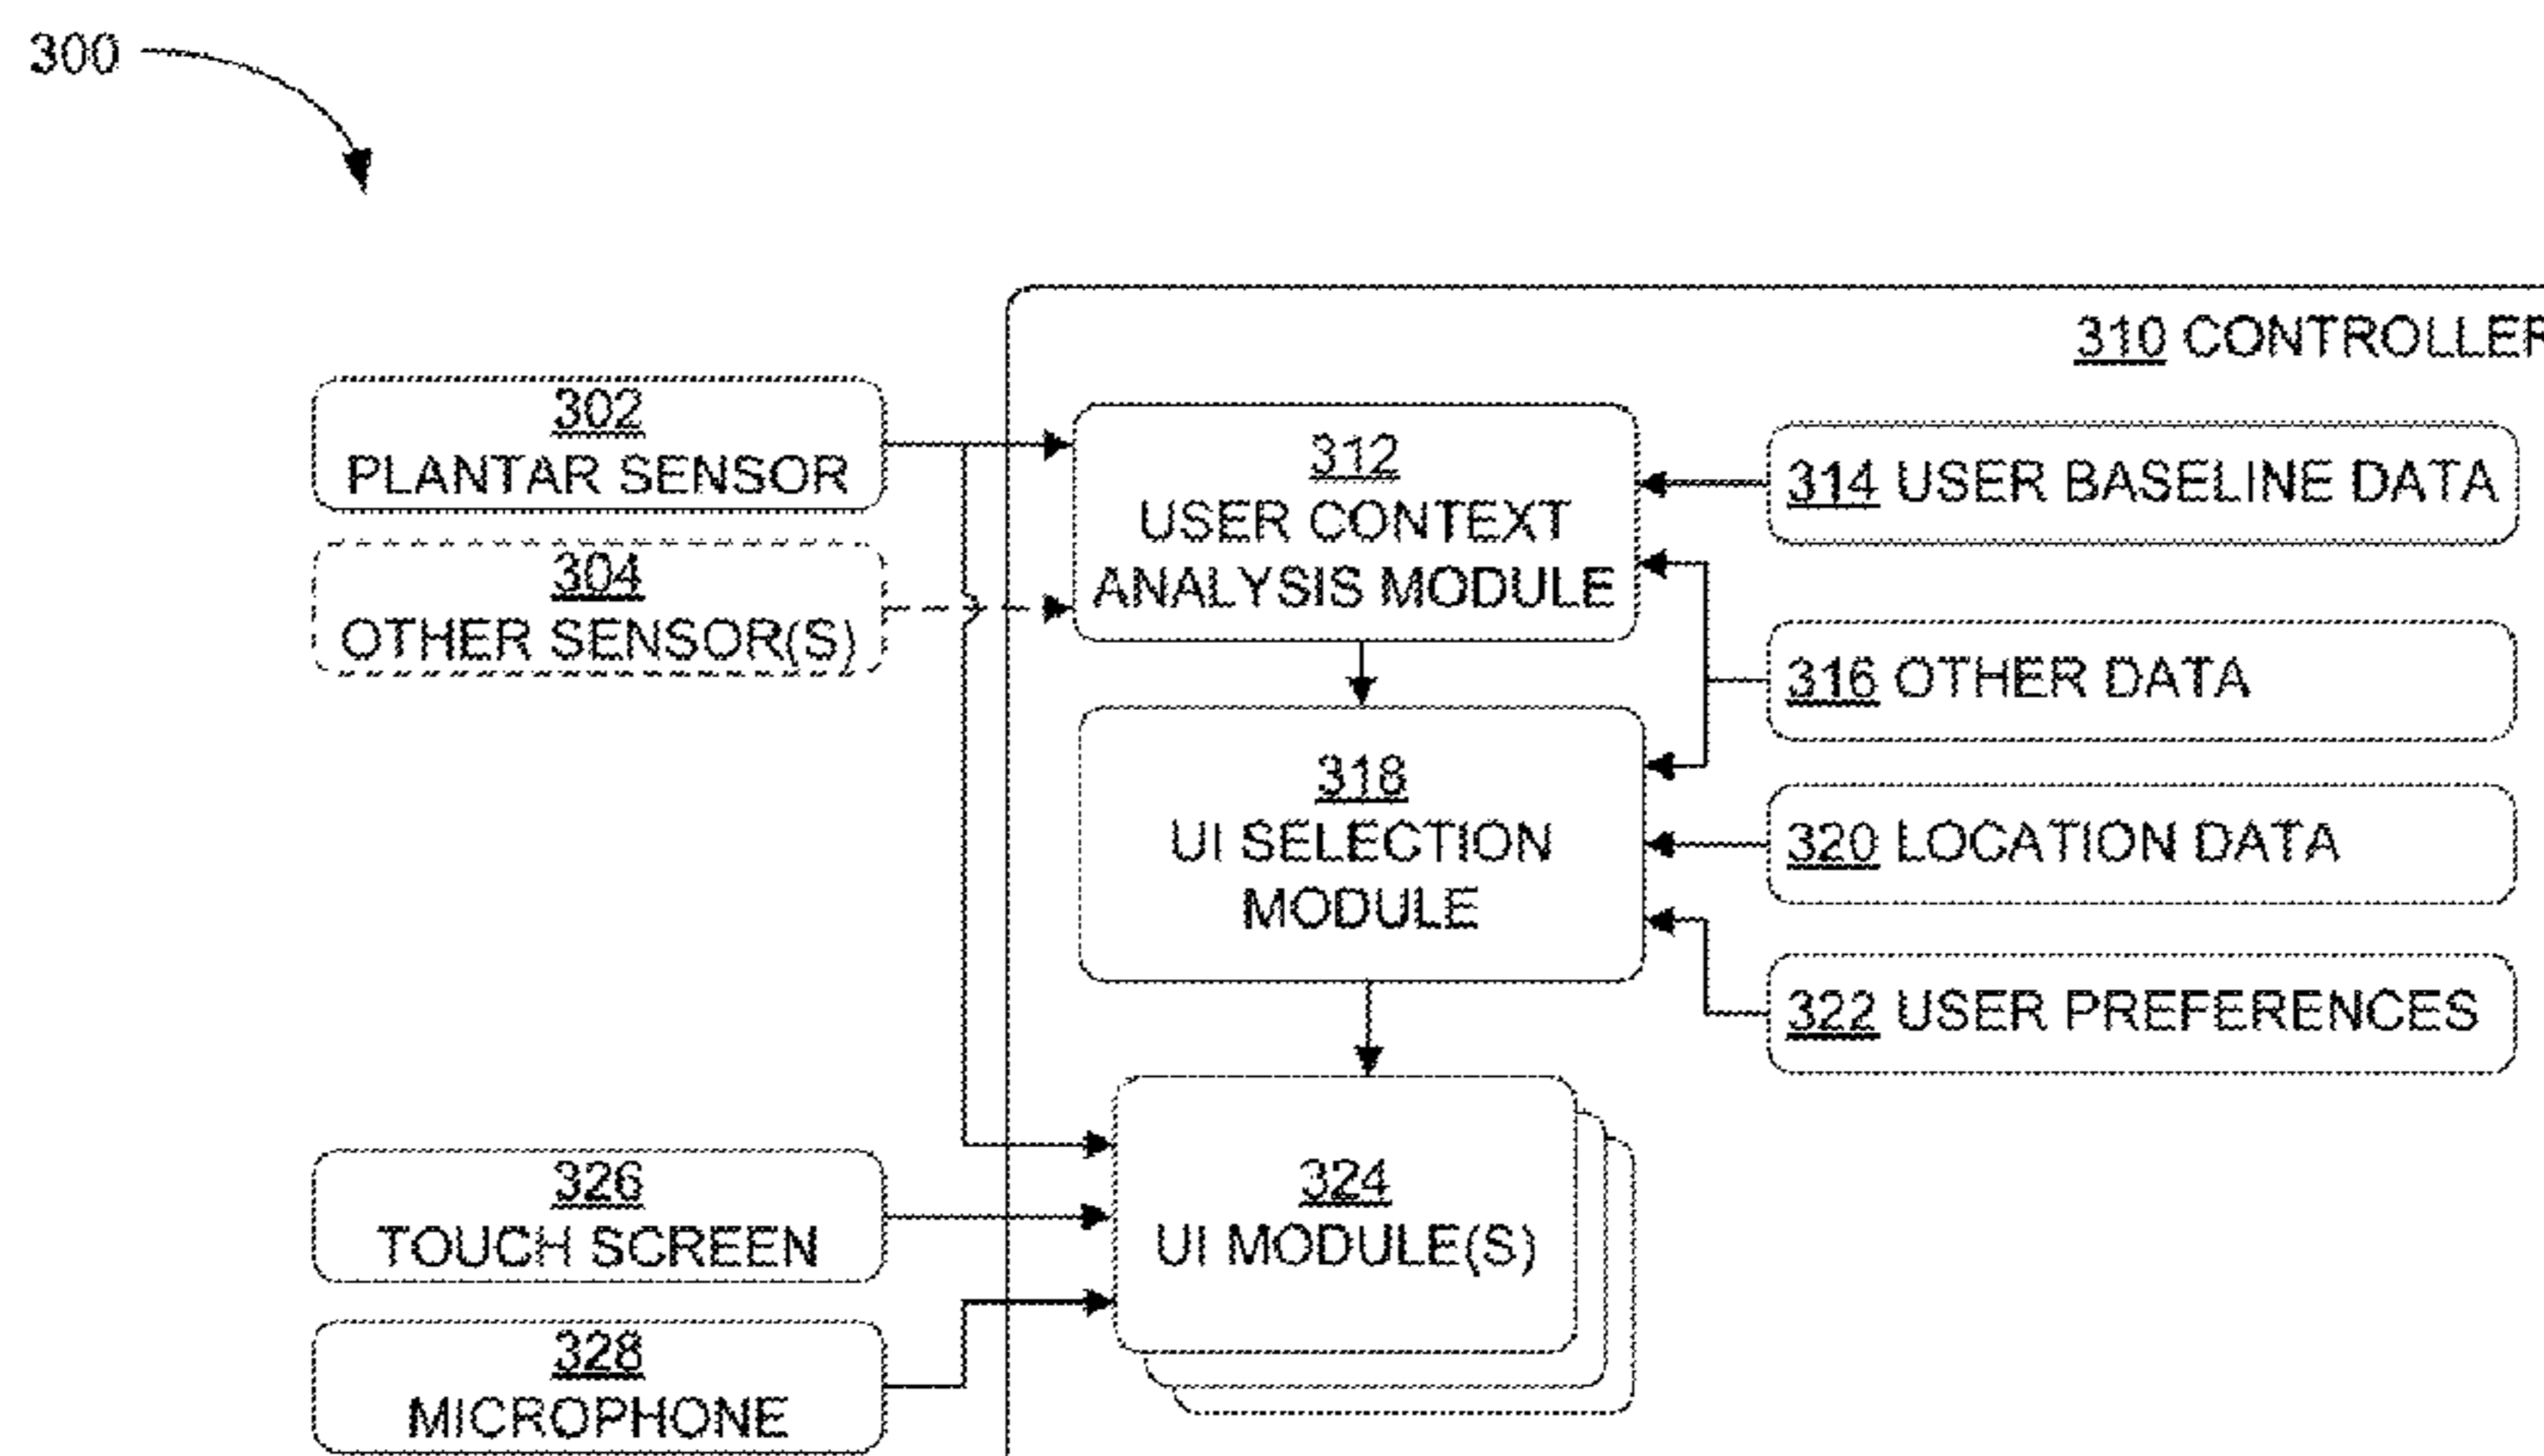 300
310 CONTROLLER
302
PLANTAR SENSOR
304
OTHER SENSOR(S)
312
USER CONTEXT
ANALYSIS MODULE
314 USER BASELINE DATA
316 OTHER DATA
318
UI SELECTION
MODULE
320 LOCATION DATA
322 USER PREFERENCES
324
UI MODULE(S)
326
TOUCH SCREEN
328
MICROPHONE